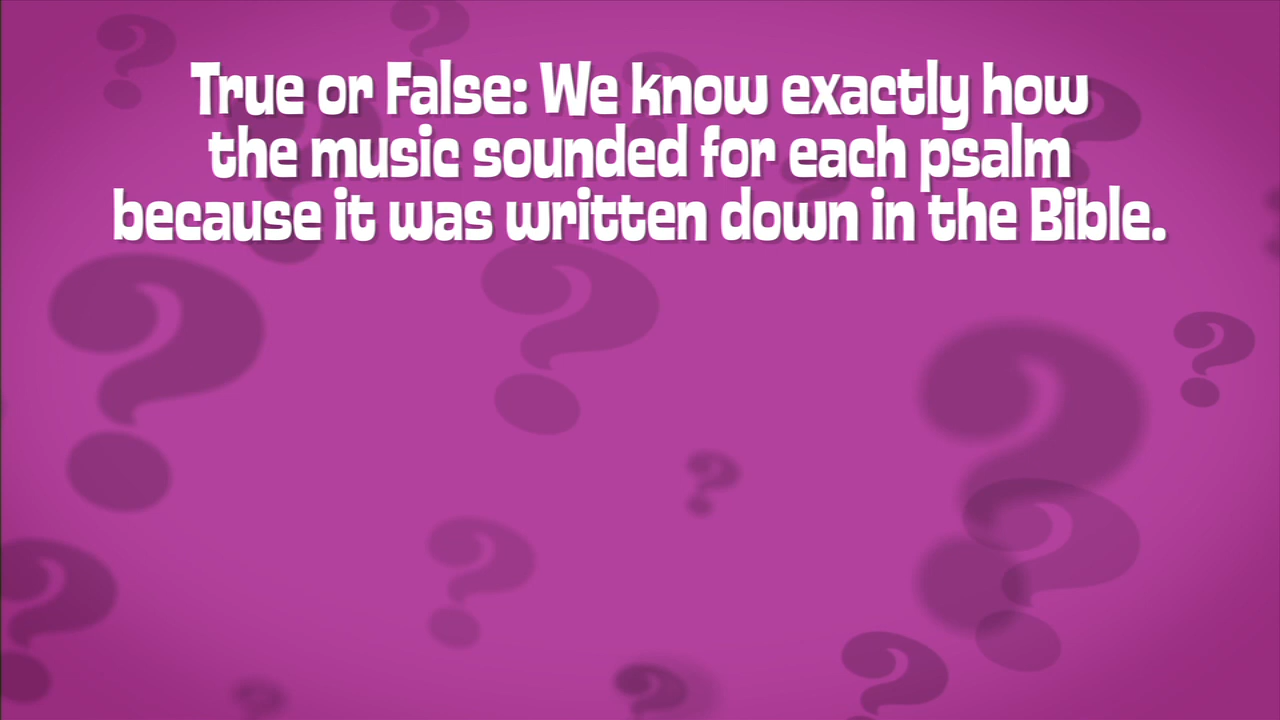 True or False: We know exactly how
the music sounded for each psalm
because it was written down in the Bible.